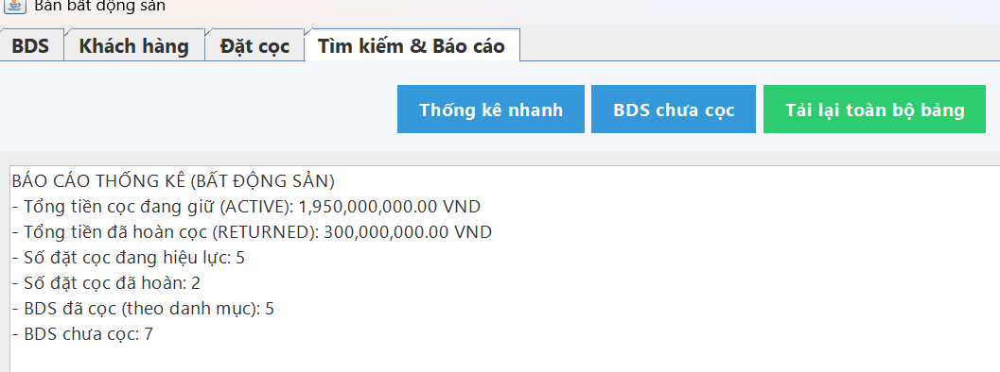 Bán bất động sản
BDS Khách hàng Đặt cọc Tìm kiếm & Báo cáo
Thống kê nhanh BDS chưa cọc Tải lại toàn bộ bảng
BÁO CÁO THỐNG KÊ (BẤT ĐỘNG SẢN)
- Tổng tiền cọc đang giữ (ACTIVE): 1,950,000,000.00 VND
- Tổng tiền đã hoàn cọc (RETURNED): 300,000,000.00 VND
- Số đặt cọc đang hiệu lực: 5
- Số đặt cọc đã hoàn: 2
- BDS đã cọc (theo danh mục): 5
- BDS chưa cọc: 7